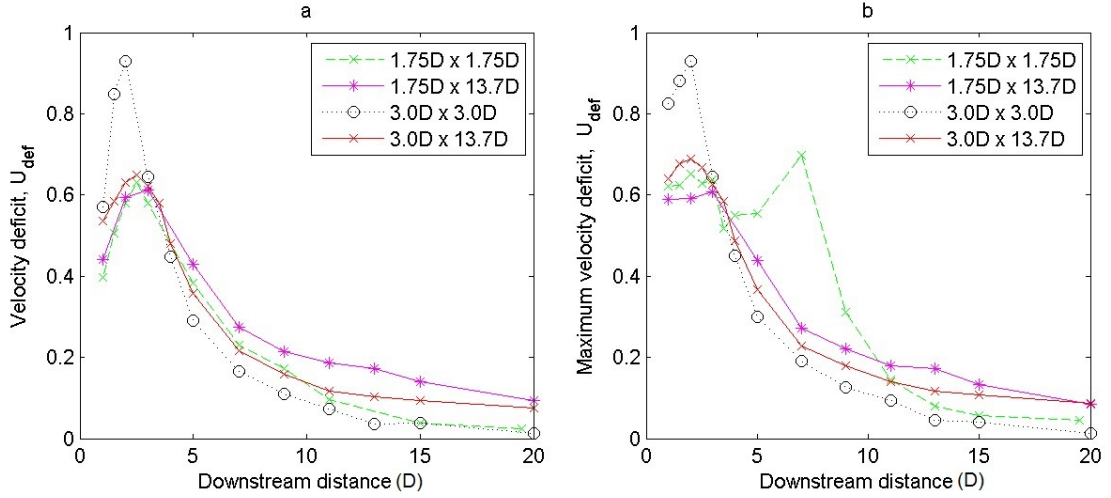 a
1
0.8
0.6
0.4
0.2
0
0
5
10
15
20
Velocity deficit, U_def
Downstream distance (D)
1.75D x 1.75D
1.75D x 13.7D
3.0D x 3.0D
3.0D x 13.7D
b
1
0.8
0.6
0.4
0.2
0
0
5
10
15
20
Maximum velocity deficit, U_def
Downstream distance (D)
1.75D x 1.75D
1.75D x 13.7D
3.0D x 3.0D
3.0D x 13.7D